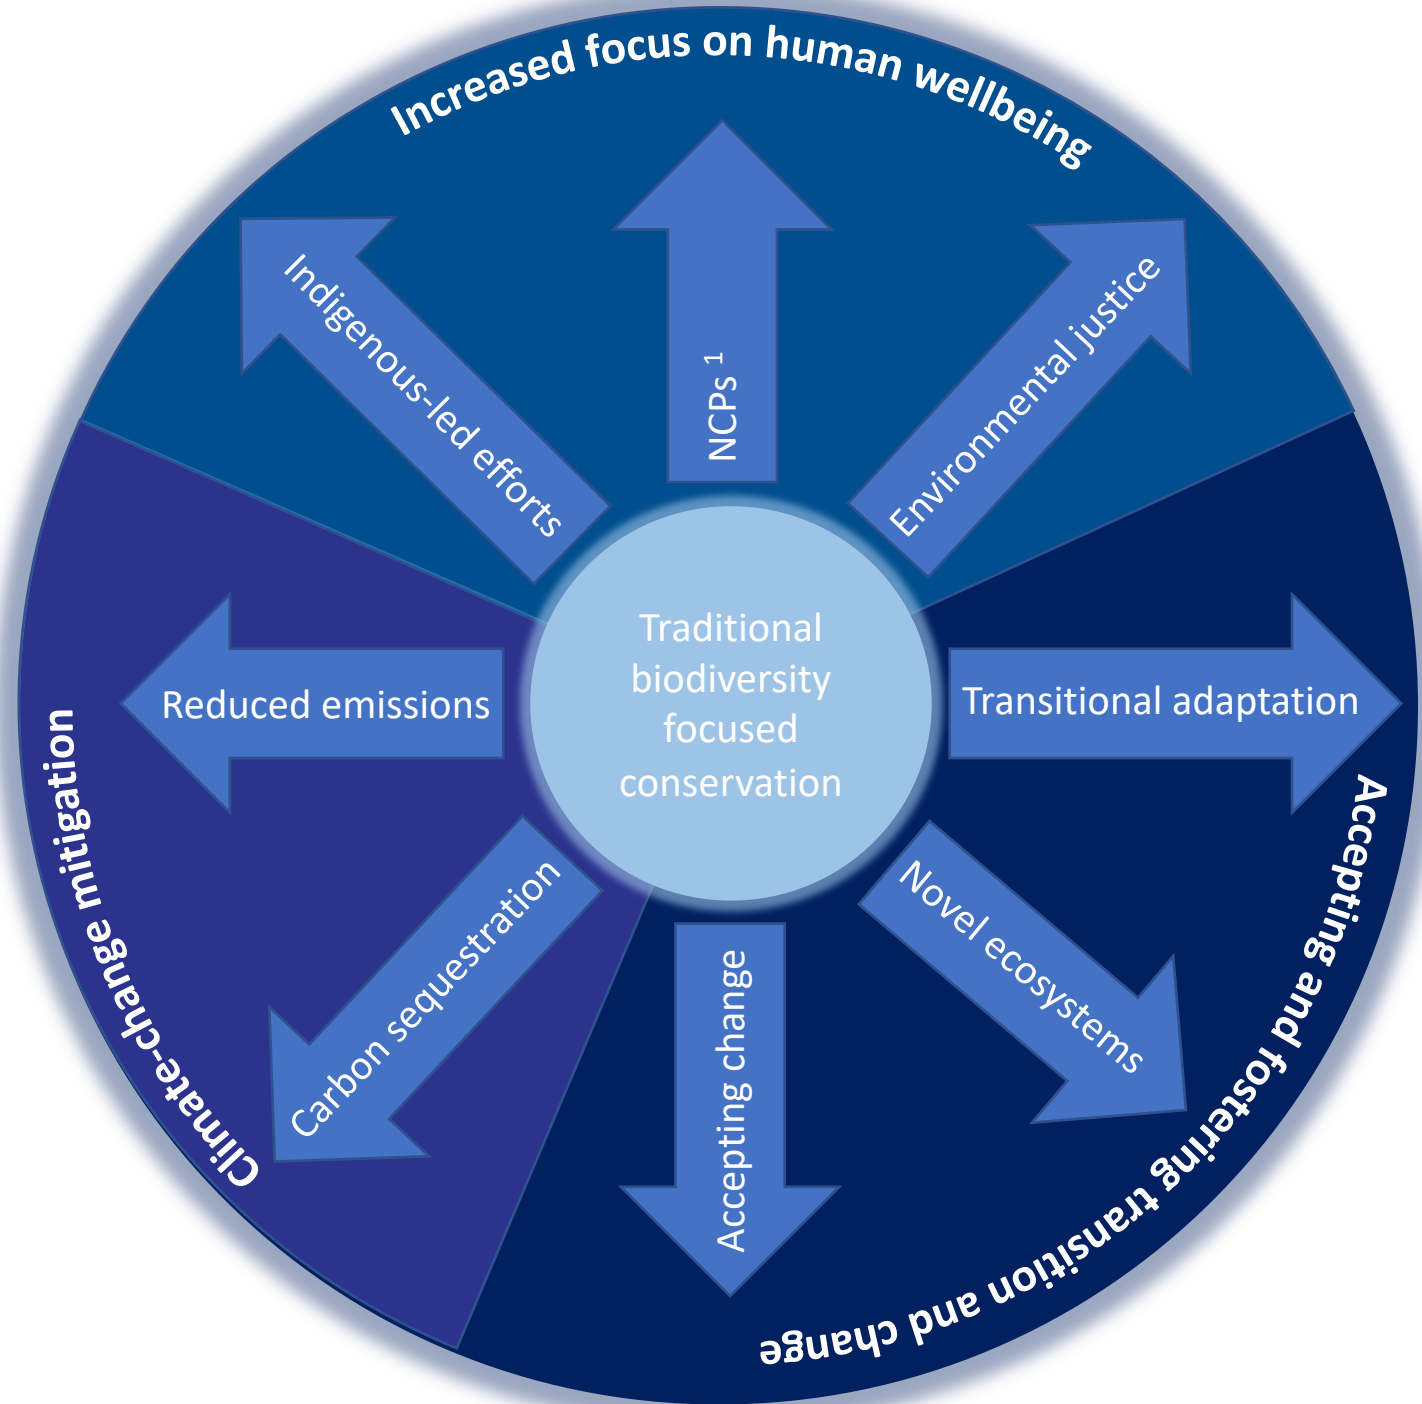 Increased focus on human wellbeing
Indigenous-led efforts
NCPs ¹
Environmental justice
Traditional
biodiversity
focused
conservation
Reduced emissions
Transitional adaptation
Carbon sequestration
Accepting change
Novel ecosystems
Climate-change mitigation
Accepting and fostering transition and change